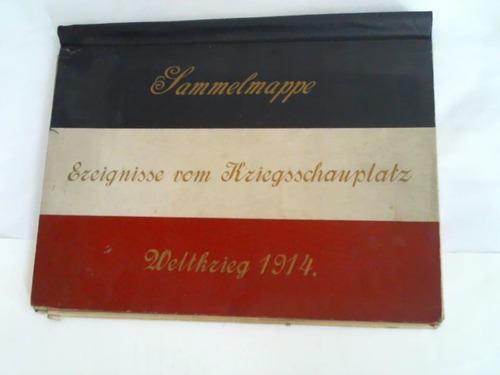 Sammelmappe
Ereignisse vom Kriegsschauplatz
Weltkrieg 1914.